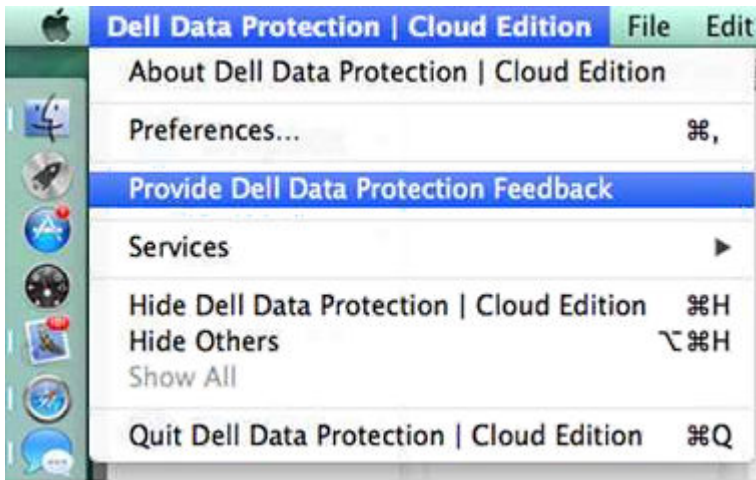 Dell Data Protection | Cloud Edition File Edit
About Dell Data Protection | Cloud Edition
Preferences... ⌘,
Provide Dell Data Protection Feedback
Services ▶
Hide Dell Data Protection | Cloud Edition ⌘H
Hide Others ⌥⌘H
Show All
Quit Dell Data Protection | Cloud Edition ⌘Q